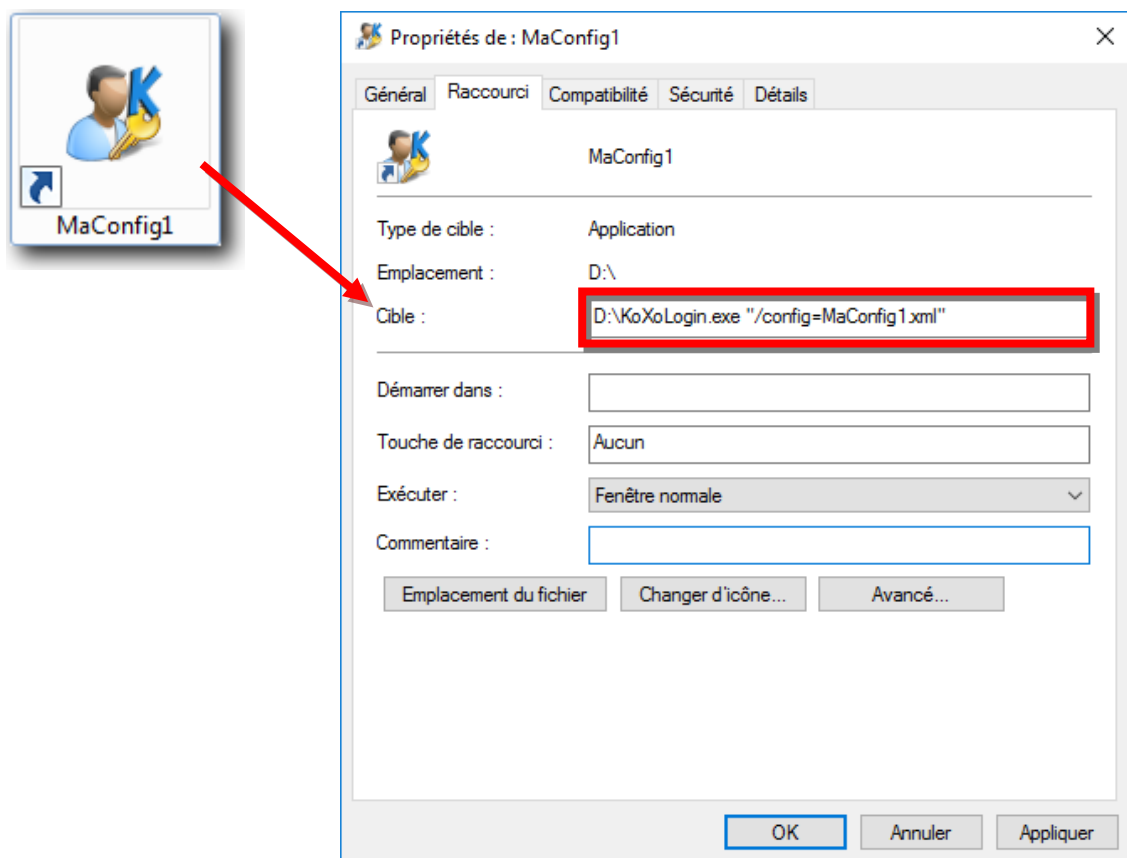 MaConfig1
Propriétés de : MaConfig1
Général Raccourci Compatibilité Sécurité Détails
MaConfig1
Type de cible : Application
Emplacement : D:\
Cible : D:\KoXoLogin.exe "/config=MaConfig1.xml"
Démarrer dans :
Touche de raccourci : Aucun
Exécuter : Fenêtre normale
Commentaire :
Emplacement du fichier Changer d'icône... Avancé...
OK Annuler Appliquer